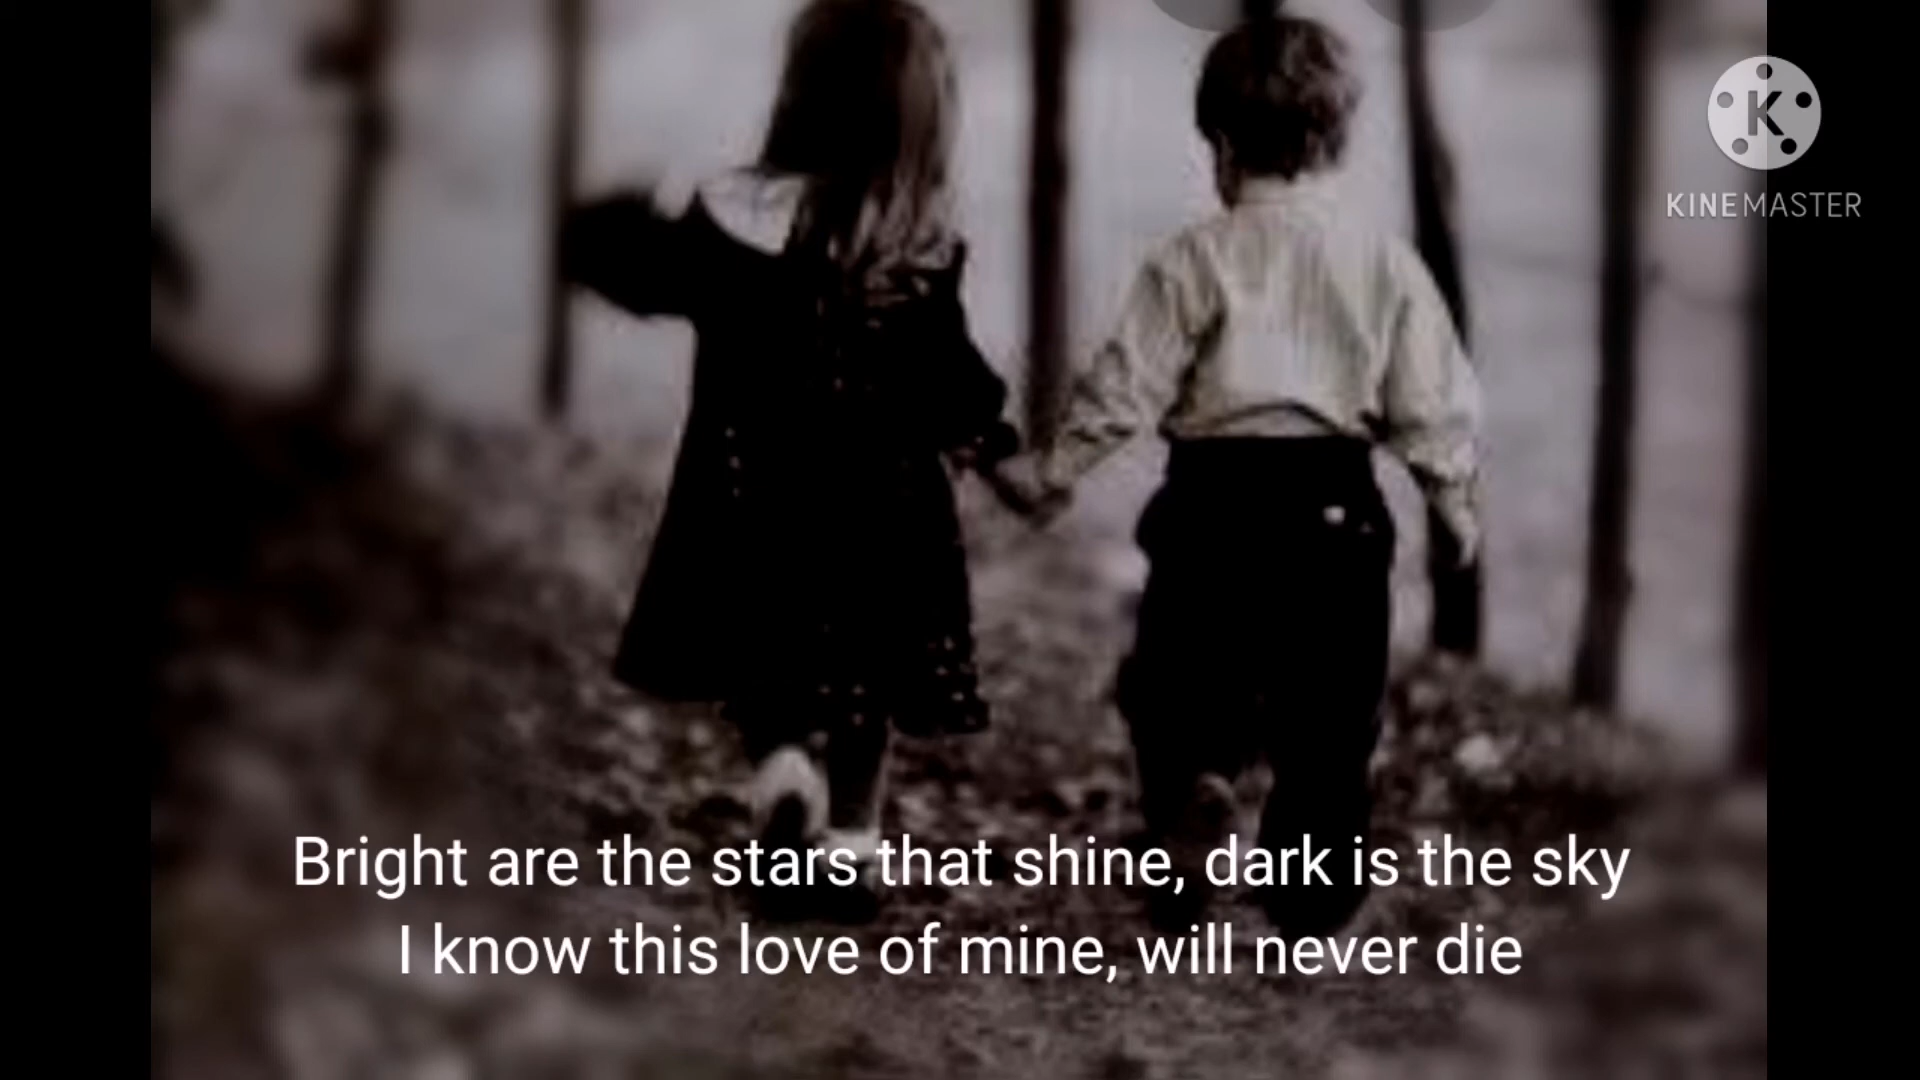 K
KINEMASTER
Bright are the stars that shine, dark is the sky
I know this love of mine, will never die